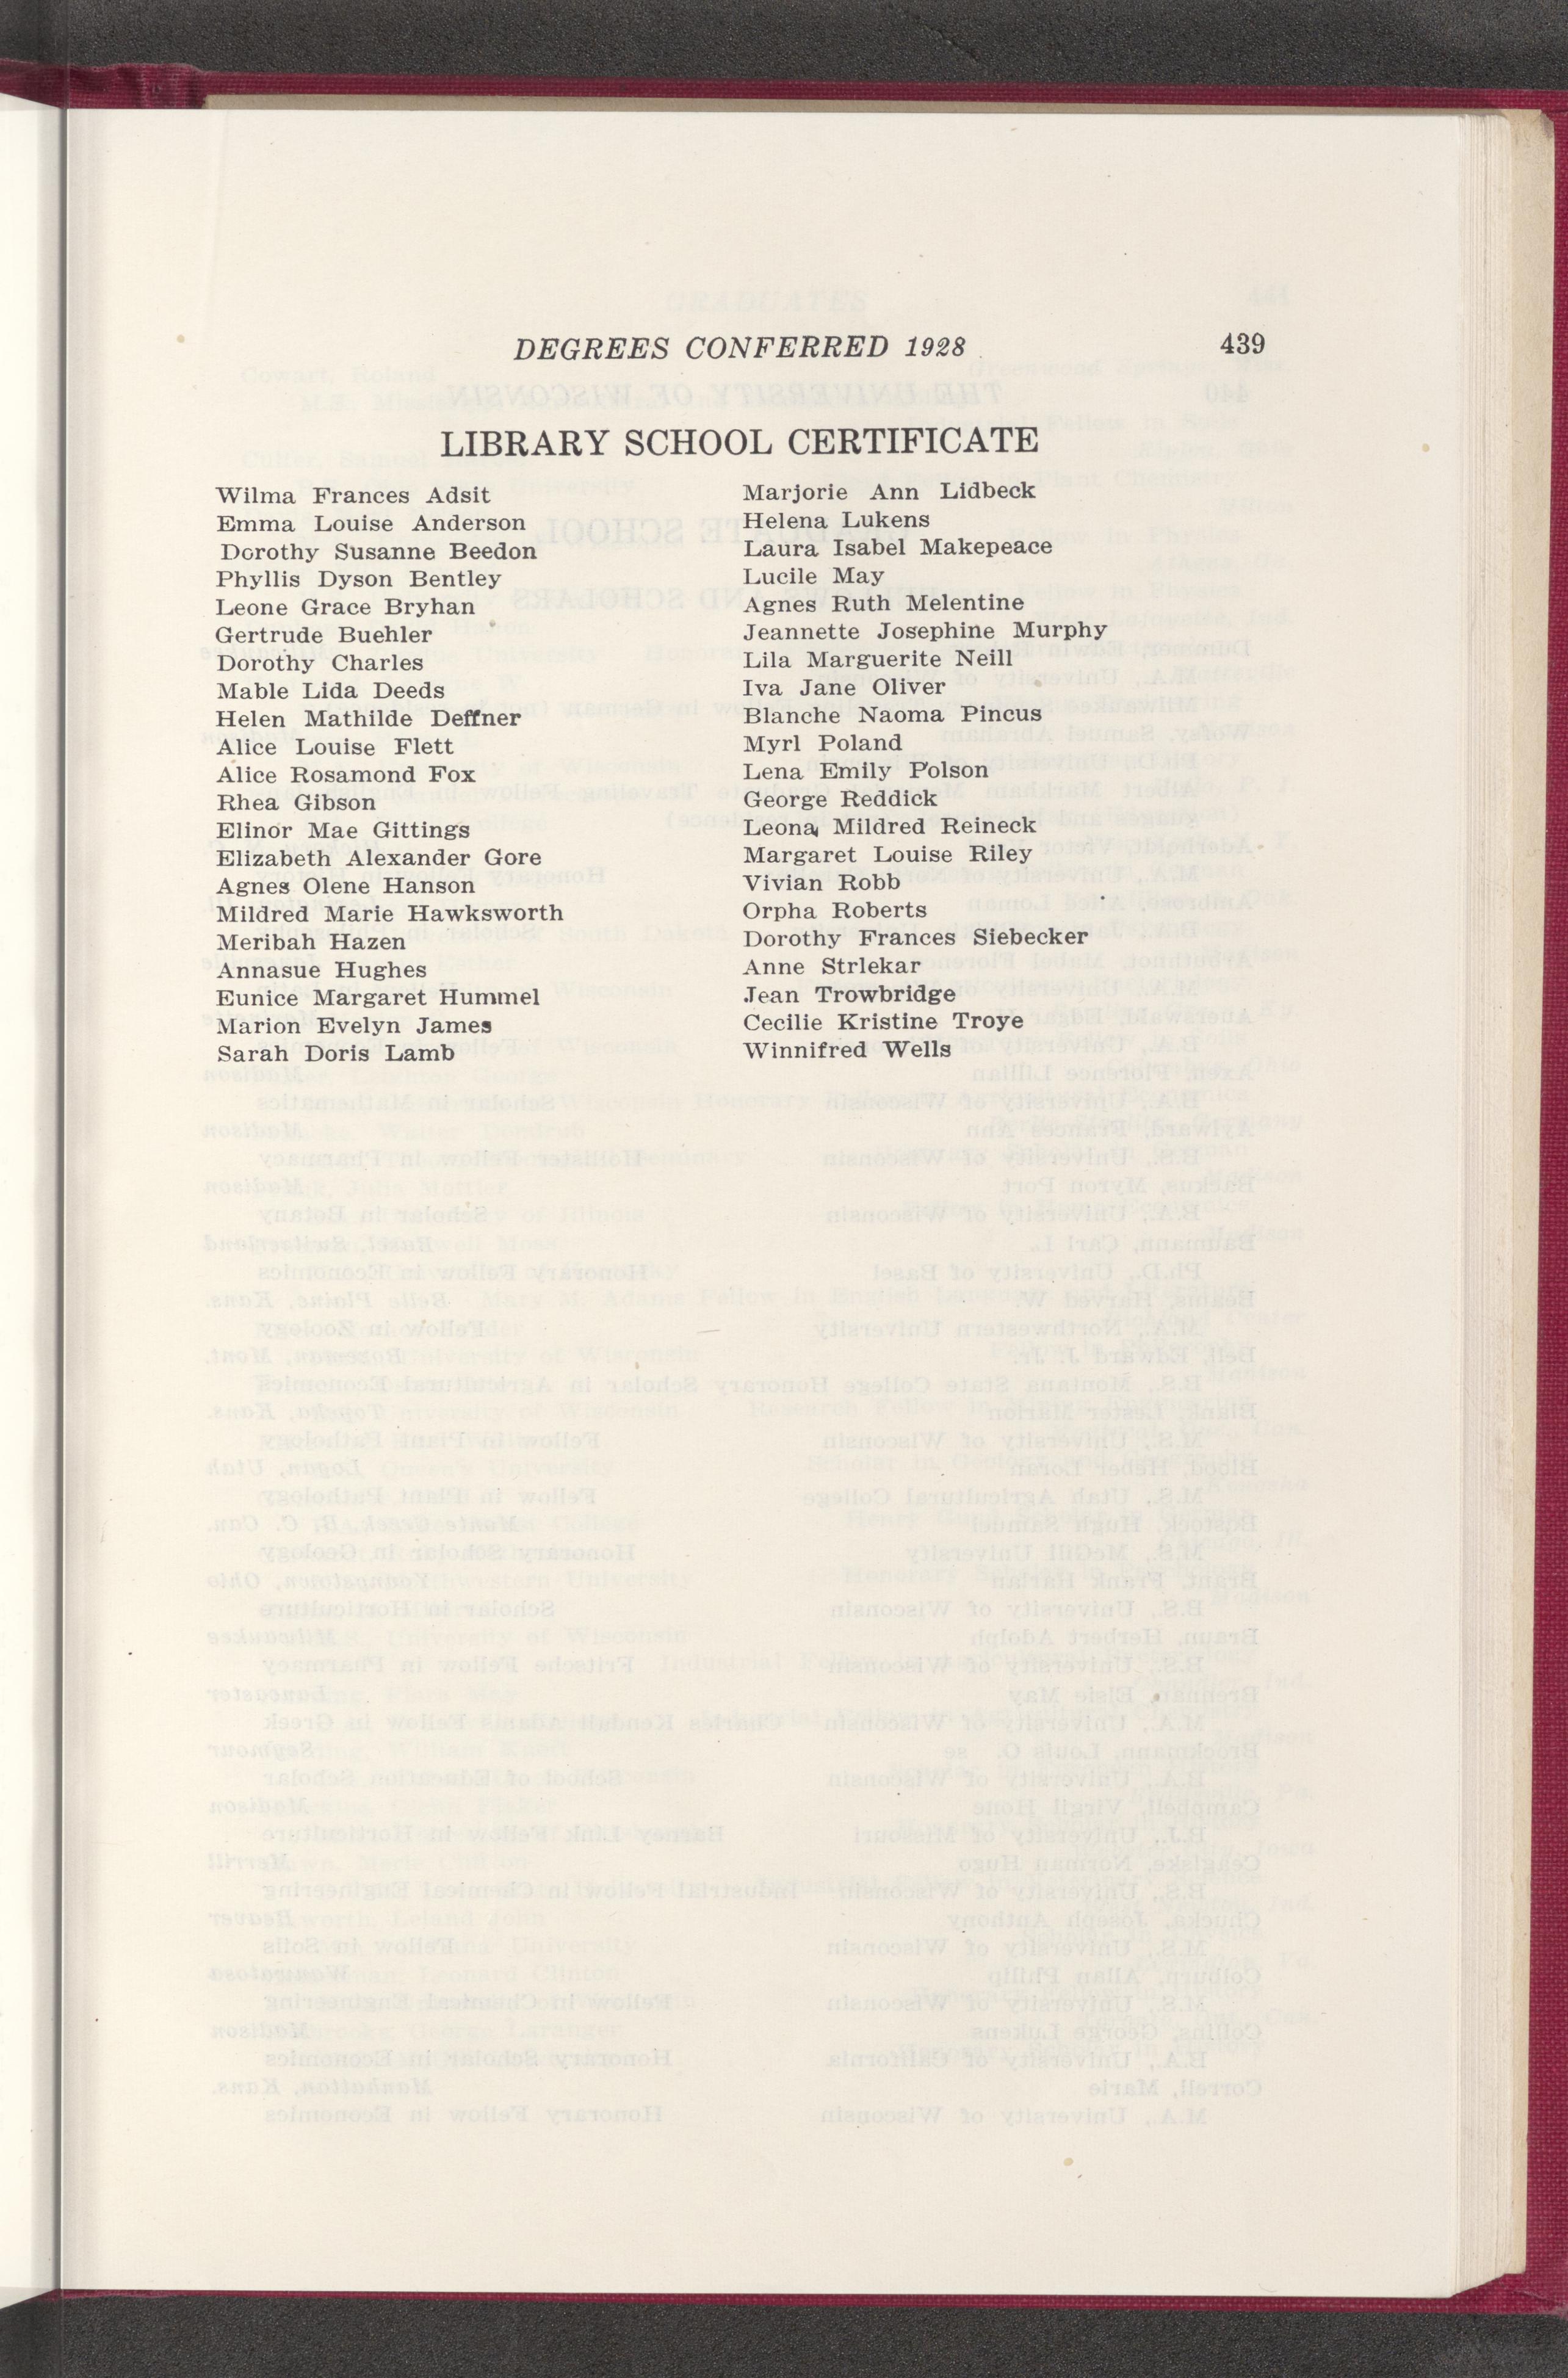 DEGREES CONFERRED 1928
439
LIBRARY SCHOOL CERTIFICATE
Wilma Frances Adsit
Emma Louise Anderson
Dorothy Susanne Beedon
Phyllis Dyson Bentley
Leone Grace Bryhan
Gertrude Buehler
Dorothy Charles
Mable Lida Deeds
Helen Mathilde Deffner
Alice Louise Flett
Alice Rosamond Fox
Rhea Gibson
Elinor Mae Gittings
Elizabeth Alexander Gore
Agnes Olene Hanson
Mildred Marie Hawksworth
Meribah Hazen
Annasue Hughes
Eunice Margaret Hummel
Marion Evelyn James
Sarah Doris Lamb
Marjorie Ann Lidbeck
Helena Lukens
Laura Isabel Makepeace
Lucile May
Agnes Ruth Melentine
Jeannette Josephine Murphy
Lila Marguerite Neill
Iva Jane Oliver
Blanche Naoma Pincus
Myrl Poland
Lena Emily Polson
George Reddick
Leona Mildred Reineck
Margaret Louise Riley
Vivian Robb
Orpha Roberts
Dorothy Frances Siebecker
Anne Strlekar
Jean Trowbridge
Cecilie Kristine Troye
Winnifred Wells